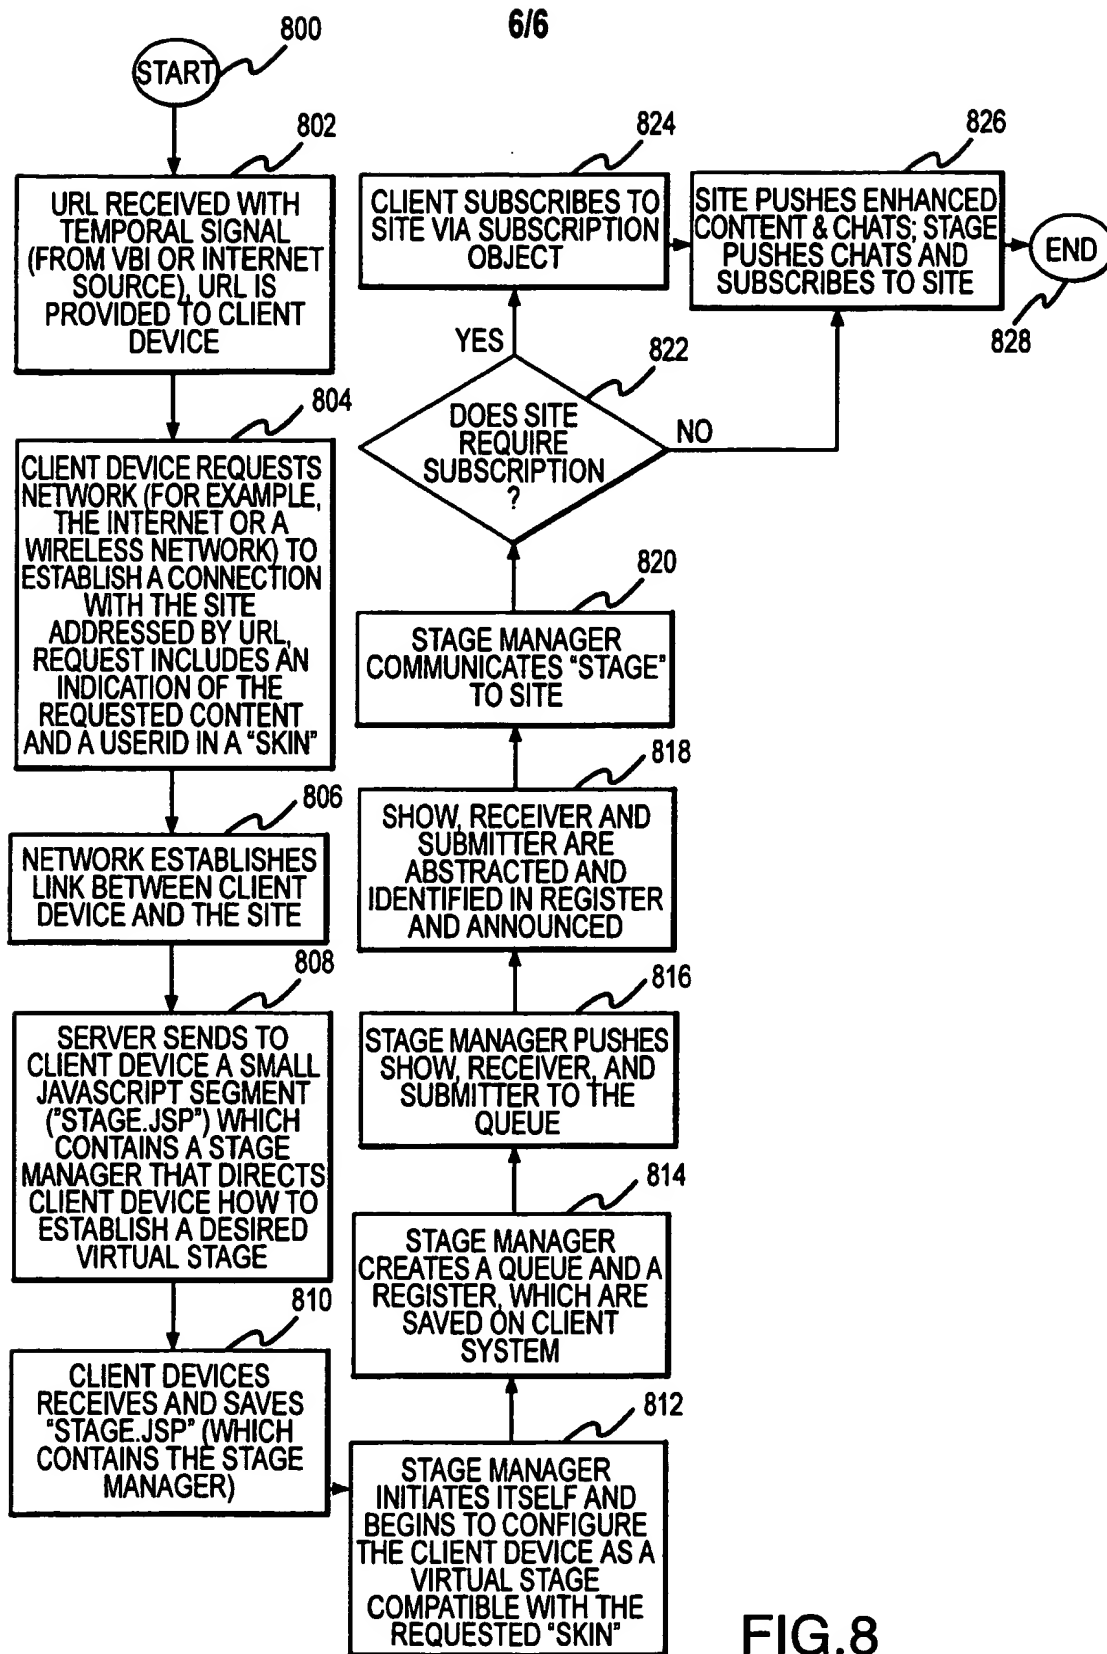 6/6
800
START
802
URL RECEIVED WITH
TEMPORAL SIGNAL
(FROM VBI OR INTERNET
SOURCE), URL IS
PROVIDED TO CLIENT
DEVICE
804
CLIENT DEVICE REQUESTS
NETWORK (FOR EXAMPLE,
THE INTERNET OR A
WIRELESS NETWORK) TO
ESTABLISH A CONNECTION
WITH THE SITE
ADDRESSED BY URL,
REQUEST INCLUDES AN
INDICATION OF THE
REQUESTED CONTENT
AND A USERID IN A "SKIN"
806
NETWORK ESTABLISHES
LINK BETWEEN CLIENT
DEVICE AND THE SITE
808
SERVER SENDS TO
CLIENT DEVICE A SMALL
JAVASCRIPT SEGMENT
("STAGE.JSP") WHICH
CONTAINS A STAGE
MANAGER THAT DIRECTS
CLIENT DEVICE HOW TO
ESTABLISH A DESIRED
VIRTUAL STAGE
810
CLIENT DEVICES
RECEIVES AND SAVES
"STAGE.JSP" (WHICH
CONTAINS THE STAGE
MANAGER)
812
STAGE MANAGER
INITIATES ITSELF AND
BEGINS TO CONFIGURE
THE CLIENT DEVICE AS A
VIRTUAL STAGE
COMPATIBLE WITH THE
REQUESTED "SKIN"
814
STAGE MANAGER
CREATES A QUEUE AND A
REGISTER, WHICH ARE
SAVED ON CLIENT
SYSTEM
816
STAGE MANAGER PUSHES
SHOW, RECEIVER, AND
SUBMITTER TO THE
QUEUE
818
SHOW, RECEIVER AND
SUBMITTER ARE
ABSTRACTED AND
IDENTIFIED IN REGISTER
AND ANNOUNCED
820
STAGE MANAGER
COMMUNICATES "STAGE"
TO SITE
822
DOES SITE
REQUIRE
SUBSCRIPTION
?
YES
NO
824
CLIENT SUBSCRIBES TO
SITE VIA SUBSCRIPTION
OBJECT
826
SITE PUSHES ENHANCED
CONTENT & CHATS; STAGE
PUSHES CHATS AND
SUBSCRIBES TO SITE
END
828
FIG.8